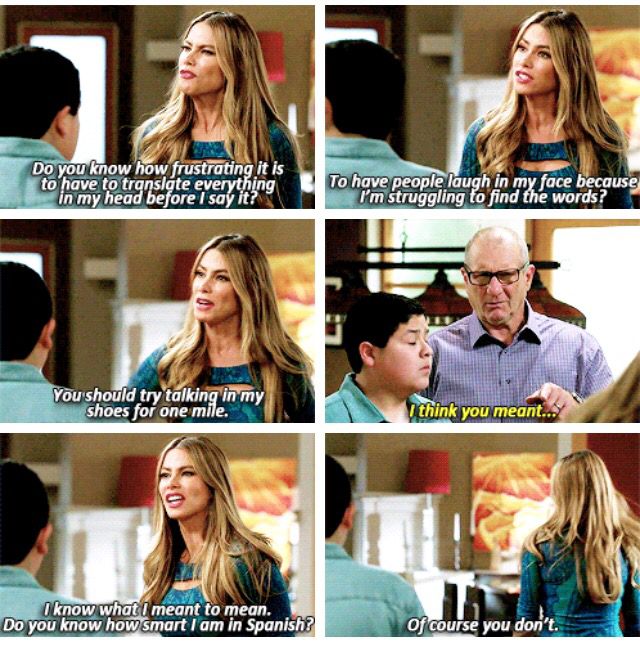 Do you know how frustrating it is
to have to translate everything
in my head before I say it?
To have people laugh in my face because
I'm struggling to find the words?
You should try talking in my
shoes for one mile.
I think you meant...
I know what I meant to mean.
Do you know how smart I am in Spanish?
Of course you don't.